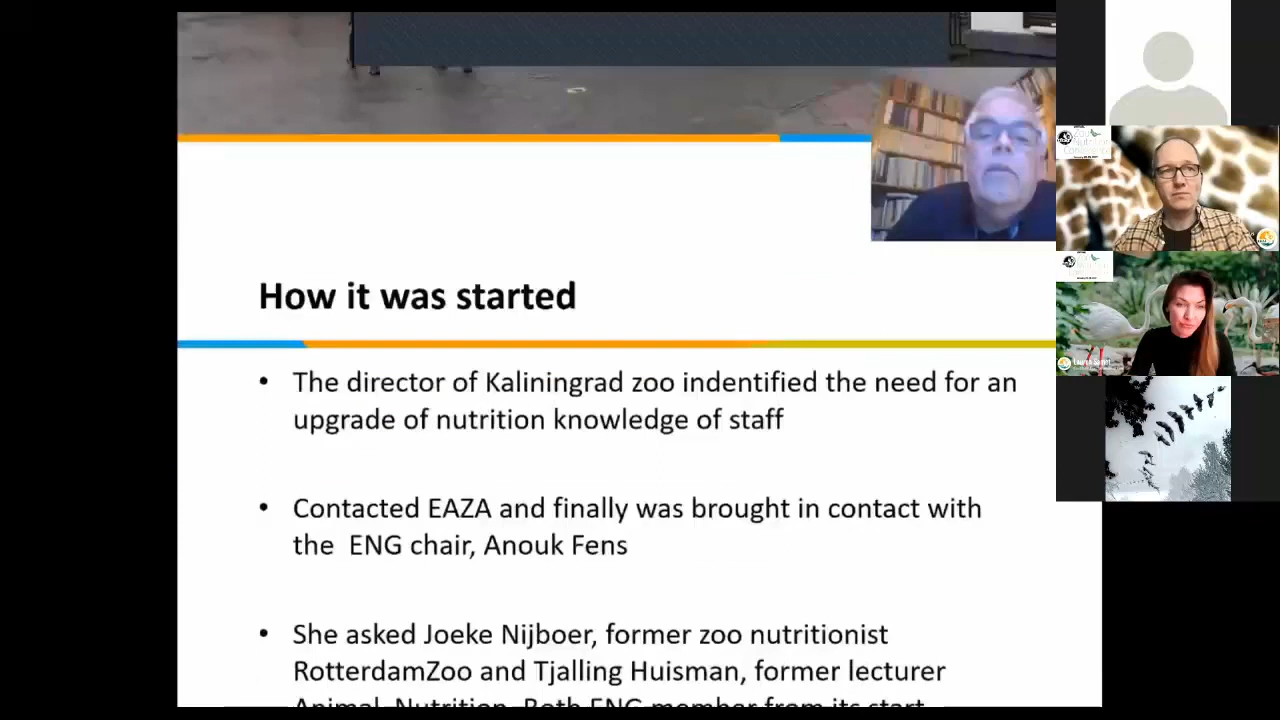 How it was started
• The director of Kaliningrad zoo indentified the need for an
upgrade of nutrition knowledge of staff
• Contacted EAZA and finally was brought in contact with
the ENG chair, Anouk Fens
• She asked Joeke Nijboer, former zoo nutritionist
RotterdamZoo and Tjalling Huisman, former lecturer
Animal Nutrition. Both ENG member from its start
Zoo
Nutrition